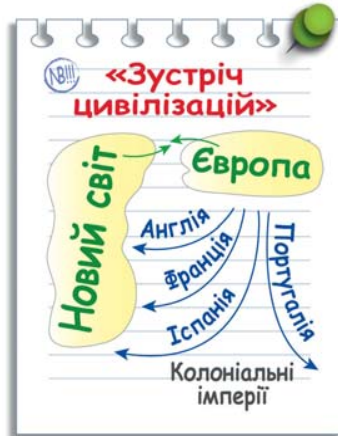 NB!!!
«Зустріч
цивілізацій»
Новий світ
Європа
Англія
Франція
Іспанія
Португалія
Колоніальні
імперії